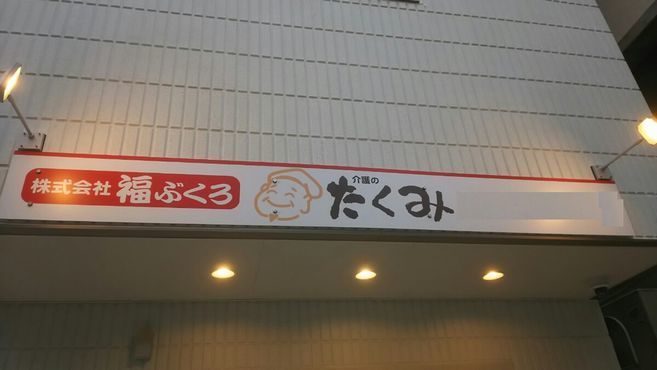 株式会社 福ぶくろ
介護の
たくみ